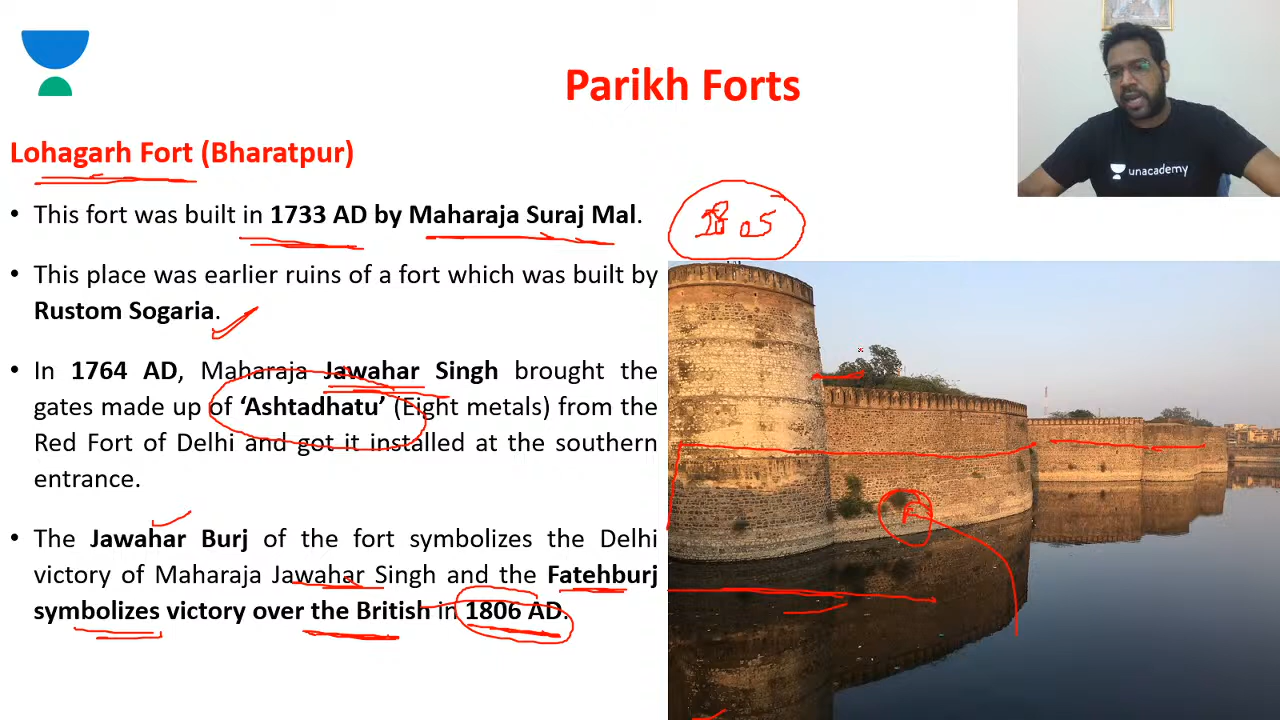 Parikh Forts
unacademy
Lohagarh Fort (Bharatpur)
• This fort was built in 1733 AD by Maharaja Suraj Mal.
1805
• This place was earlier ruins of a fort which was built by
Rustom Sogaria.
• In 1764 AD, Maharaja Jawahar Singh brought the
gates made up of ‘Ashtadhatu’ (Eight metals) from the
Red Fort of Delhi and got it installed at the southern
entrance.
• The Jawahar Burj of the fort symbolizes the Delhi
victory of Maharaja Jawahar Singh and the Fatehburj
symbolizes victory over the British in 1806 AD.